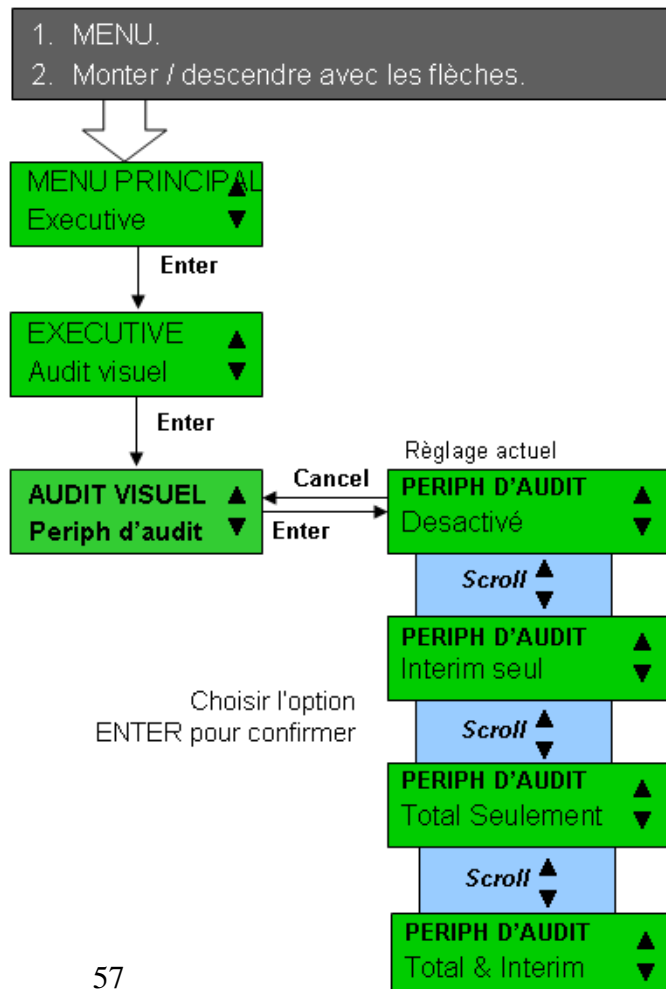 1. MENU.
2. Monter / descendre avec les flèches.
MENU PRINCIPAL
Executive
Enter
EXECUTIVE
Audit visuel
Enter
Règlage actuel
AUDIT VISUEL
Periph d'audit
Cancel
Enter
PERIPH D'AUDIT
Desactivé
Scroll
PERIPH D'AUDIT
Interim seul
Choisir l'option
ENTER pour confirmer
Scroll
PERIPH D'AUDIT
Total Seulement
Scroll
PERIPH D'AUDIT
Total & Interim
57